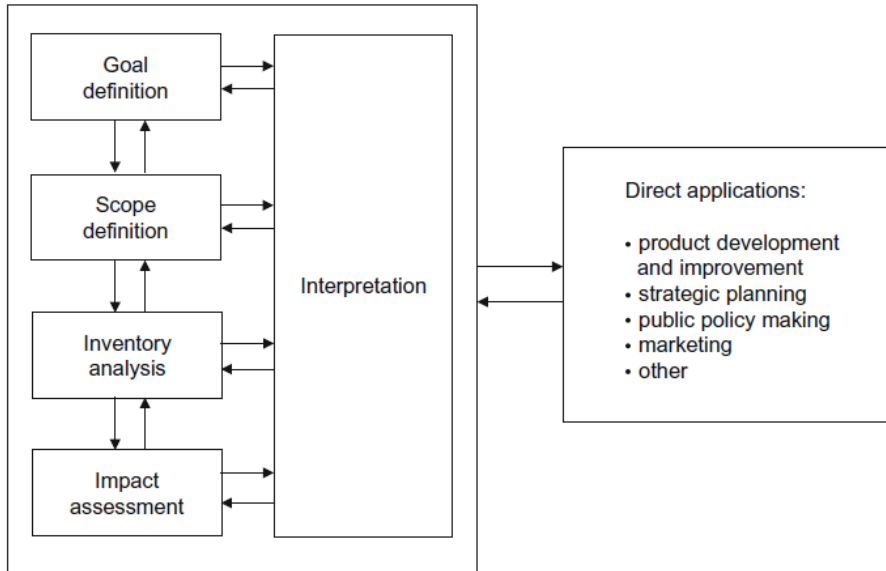 Goal
definition
Scope
definition
Inventory
analysis
Impact
assessment
Interpretation
Direct applications:
• product development
and improvement
• strategic planning
• public policy making
• marketing
• other